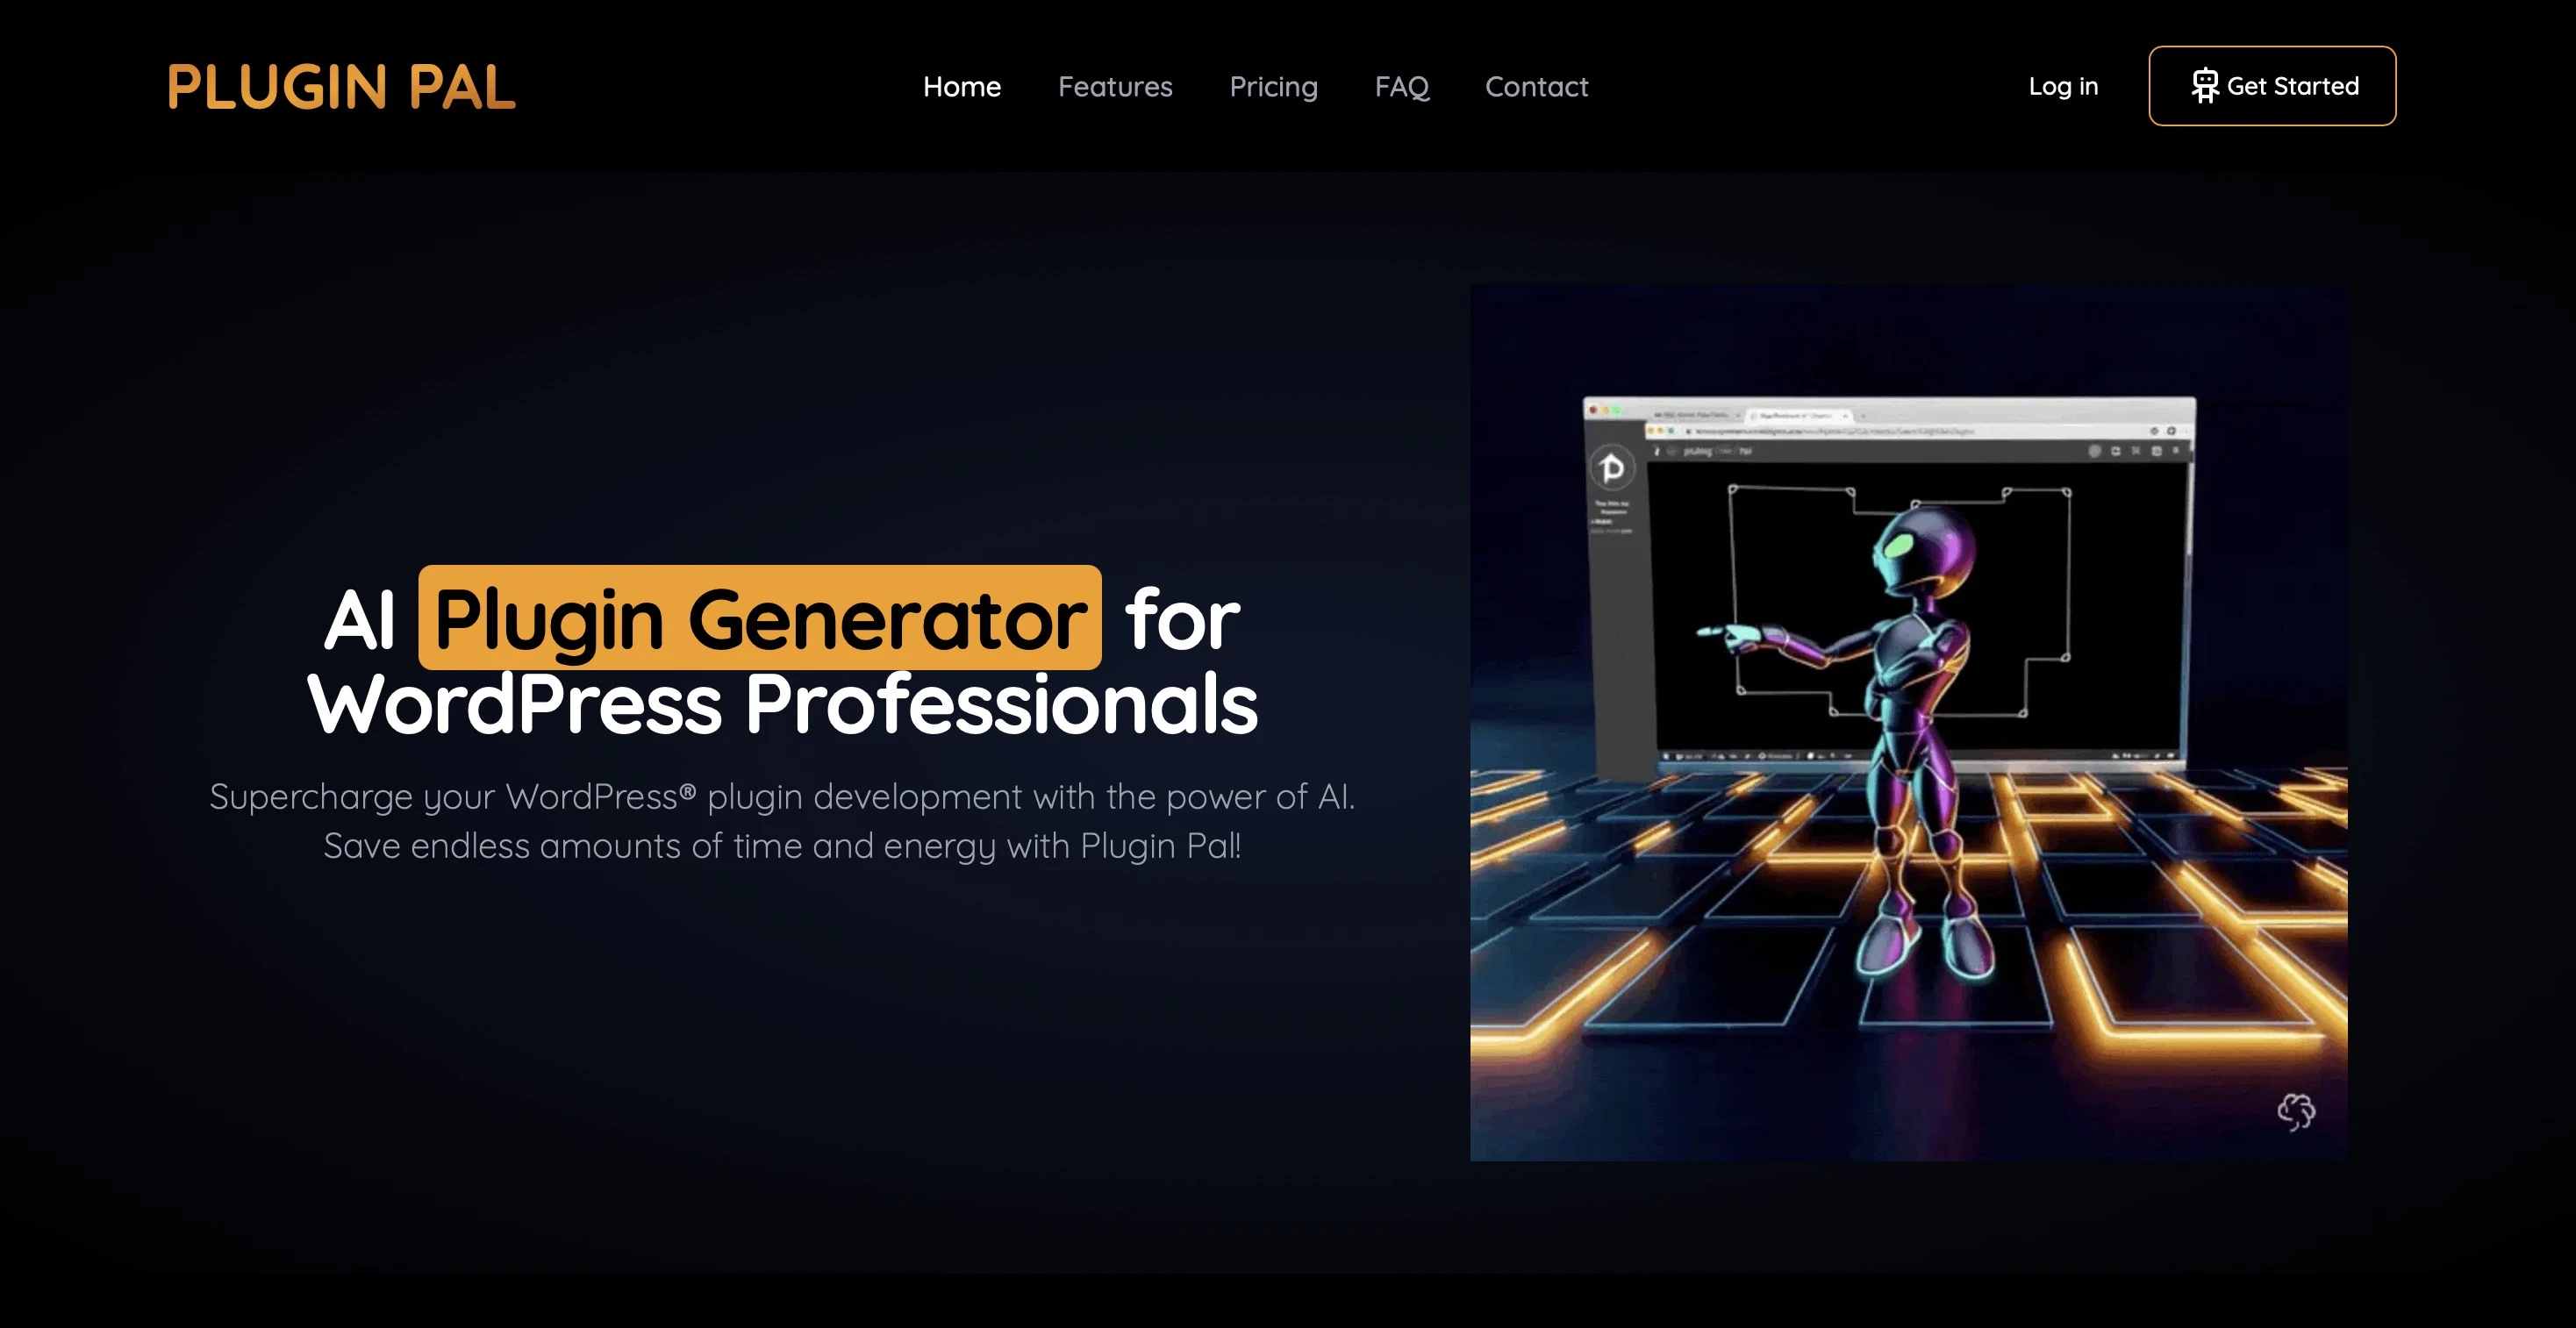 PLUGIN PAL
Home Features Pricing FAQ Contact
Log in Get Started
AI Plugin Generator for
WordPress Professionals
Supercharge your WordPress® plugin development with the power of AI.
Save endless amounts of time and energy with Plugin Pal!